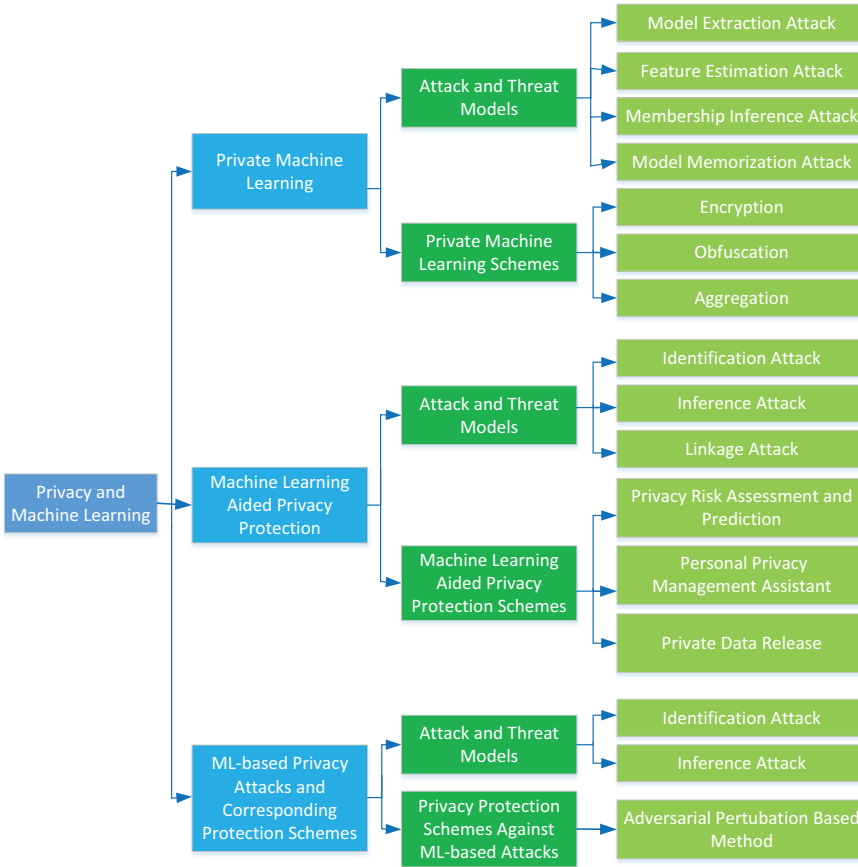 Privacy and
Machine Learning
Private Machine
Learning
Attack and Threat
Models
Model Extraction Attack
Feature Estimation Attack
Membership Inference Attack
Model Memorization Attack
Private Machine
Learning Schemes
Encryption
Obfuscation
Aggregation
Machine Learning
Aided Privacy
Protection
Attack and Threat
Models
Identification Attack
Inference Attack
Linkage Attack
Machine Learning
Aided Privacy
Protection Schemes
Privacy Risk Assessment and
Prediction
Personal Privacy
Management Assistant
Private Data Release
ML-based Privacy
Attacks and
Corresponding
Protection Schemes
Attack and Threat
Models
Identification Attack
Inference Attack
Privacy Protection
Schemes Against
ML-based Attacks
Adversarial Pertubation Based
Method